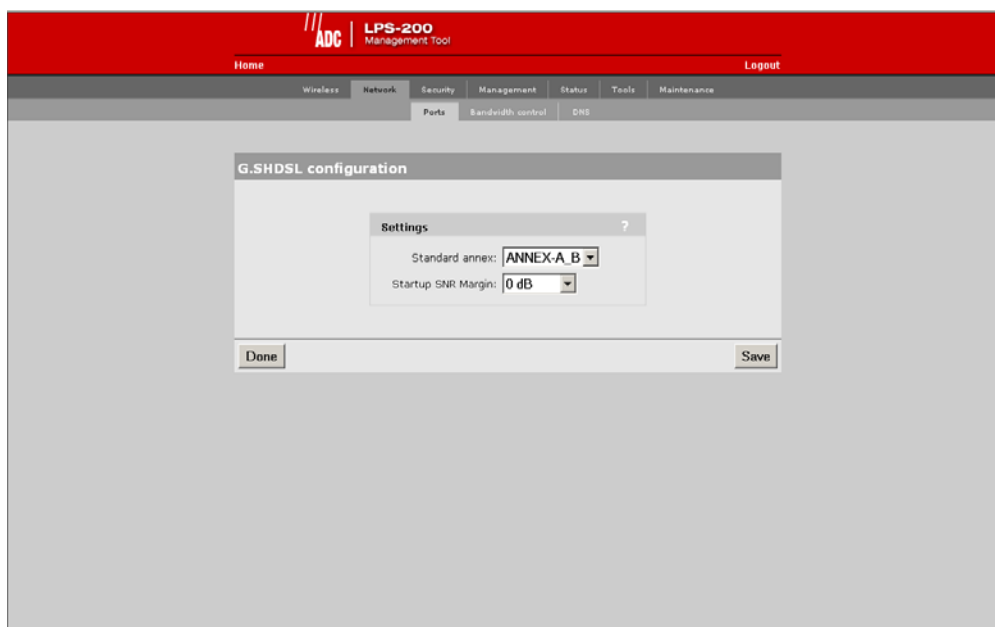 ADC
LPS-200
Management Tool
Home Logout
Wireless Network Security Management Status Tools Maintenance
Ports Bandwidth control DNS
G.SHDSL configuration
Settings ?
Standard annex: ANNEX-A_B
Startup SNR Margin: 0 dB
Done Save